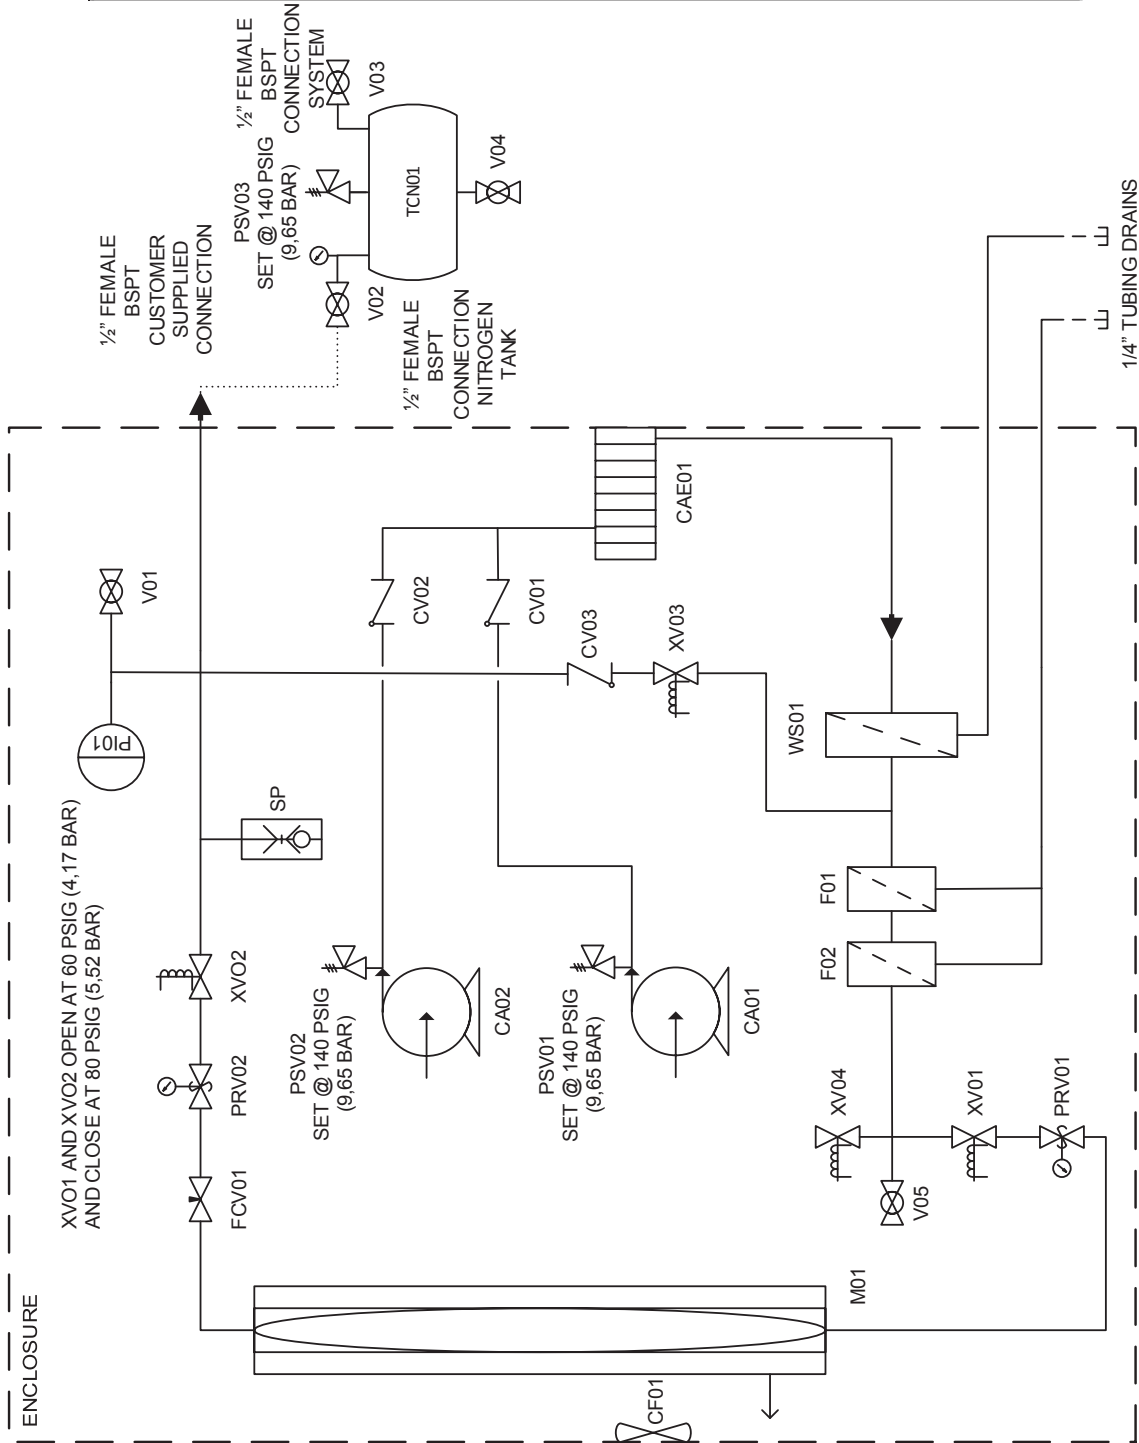 ENCLOSURE
XVO1 AND XVO2 OPEN AT 60 PSIG (4,17 BAR)
AND CLOSE AT 80 PSIG (5,52 BAR)
FCV01
PRV02
XVO2
SP
PI01
V01
½” FEMALE
BSPT
CUSTOMER
SUPPLIED
CONNECTION
PSV03
SET @ 140 PSIG
(9,65 BAR)
½” FEMALE
BSPT
CONNECTION
SYSTEM
V03
V02
TCN01
V04
½” FEMALE
BSPT
CONNECTION
NITROGEN
TANK
PSV02
SET @ 140 PSIG
(9,65 BAR)
CA02
CV02
PSV01
SET @ 140 PSIG
(9,65 BAR)
CA01
CV01
CV03
XV03
CAE01
WS01
F01
F02
XV04
XV01
PRV01
V05
M01
CF01
1/4” TUBING DRAINS